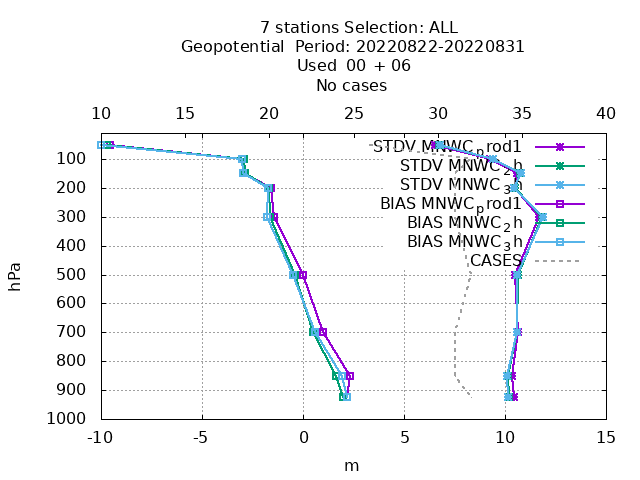 7 stations Selection: ALL
Geopotential  Period: 20220822-20220831
Used  00 + 06
No cases
10 15 20 22 25 30 31 35 40
STDV MNWC_prod1
STDV MNWC_2h
STDV MNWC_3h
BIAS MNWC_prod1
BIAS MNWC_2h
BIAS MNWC_3h
CASES
100
200
300
400
500
600
700
800
900
1000
hPa
-10 -5 0 5 10 15
m